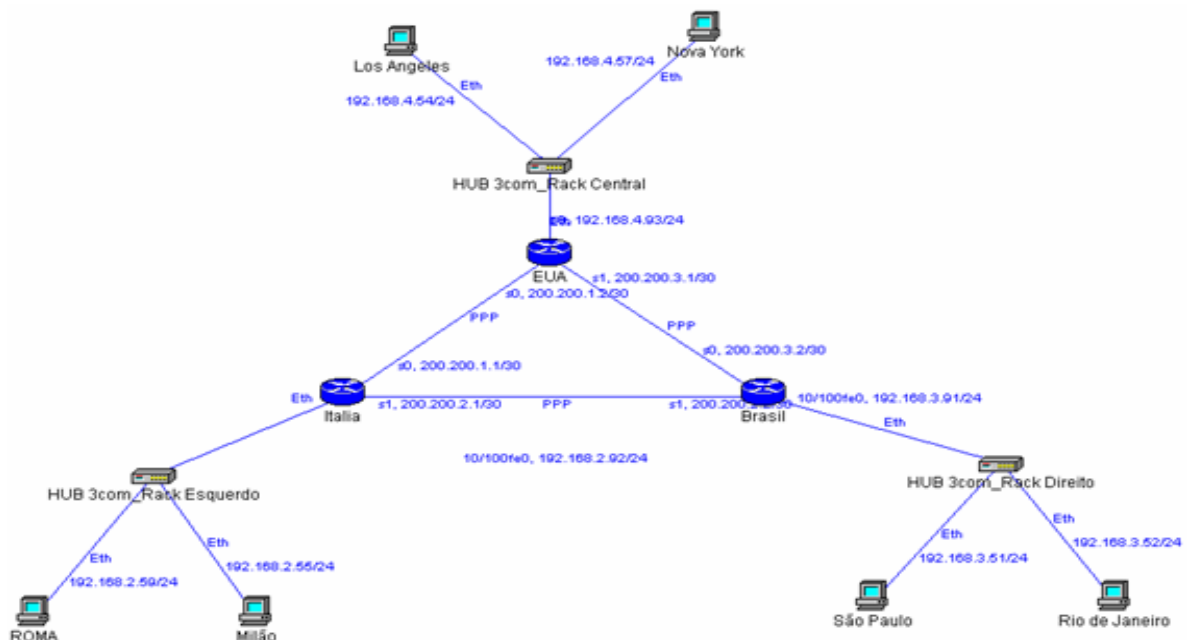 Nova York
Los Angeles
192.168.4.57/24
Eth
Eth
192.168.4.54/24
HUB 3com_Rack Central
192.168.4.93/24
EUA
s1, 200.200.3.1/30
s0, 200.200.1.2/30
PPP
PPP
s0, 200.200.3.2/30
s0, 200.200.1.1/30
Eth
Italia
s1, 200.200.2.1/30
PPP
s1, 200.200.
Brasil
10/100fe0, 192.168.3.91/24
Eth
10/100fe0, 192.168.2.92/24
HUB 3com_Rack Esquerdo
HUB 3com_Rack Direito
Eth
Eth
192.168.2.55/24
192.168.2.59/24
Eth
Eth
192.168.3.52/24
192.168.3.51/24
ROMA
Milão
São Paulo
Rio de Janeiro